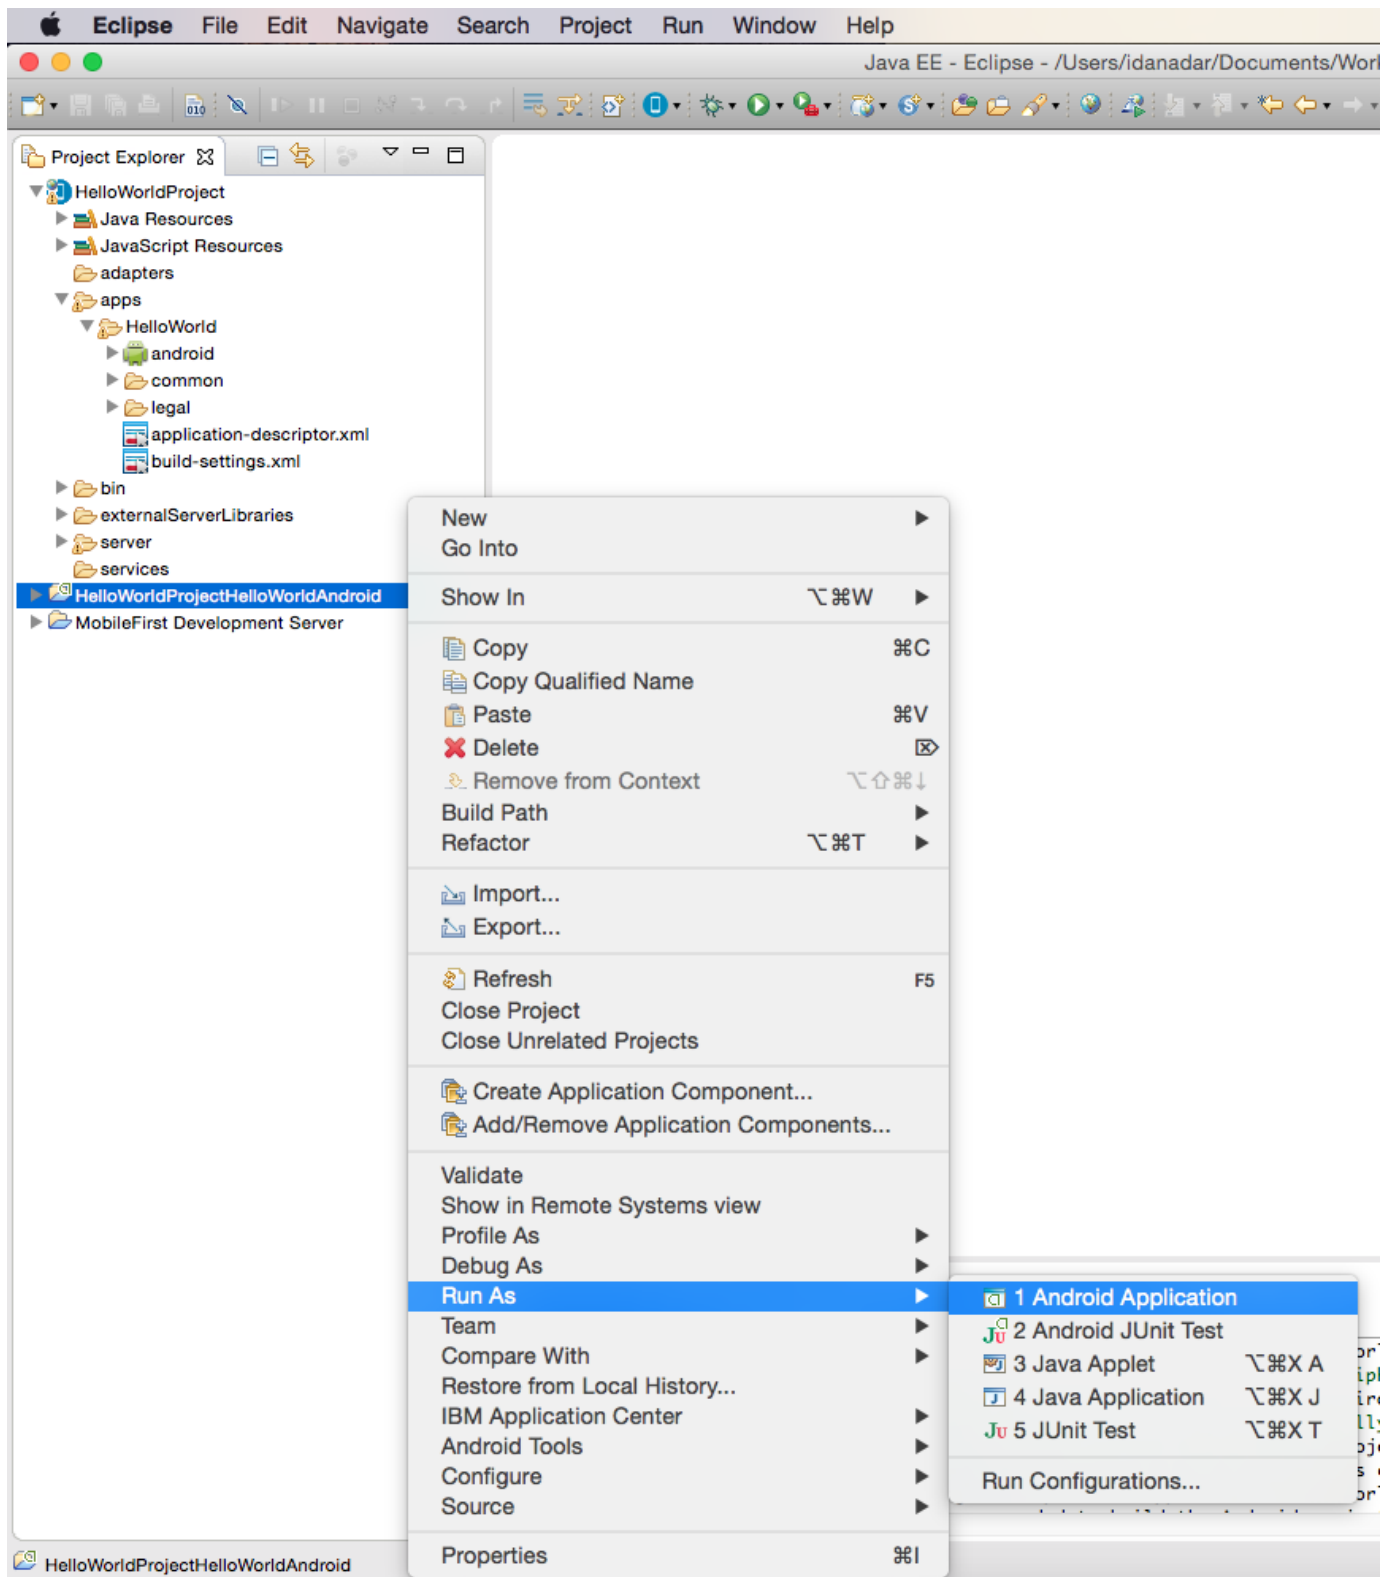 Eclipse File Edit Navigate Search Project Run Window Help
Java EE - Eclipse - /Users/idanadar/Documents/Work
Project Explorer
HelloWorldProject
Java Resources
JavaScript Resources
adapters
apps
HelloWorld
android
common
legal
application-descriptor.xml
build-settings.xml
bin
externalServerLibraries
server
services
HelloWorldProjectHelloWorldAndroid
MobileFirst Development Server
New
Go Into
Show In ⌥⌘W
Copy ⌘C
Copy Qualified Name
Paste ⌘V
Delete ⌦
Remove from Context ⌥⇧⌘↓
Build Path
Refactor ⌥⌘T
Import...
Export...
Refresh F5
Close Project
Close Unrelated Projects
Create Application Component...
Add/Remove Application Components...
Validate
Show in Remote Systems view
Profile As
Debug As
Run As
Team
Compare With
Restore from Local History...
IBM Application Center
Android Tools
Configure
Source
Properties ⌘I
1 Android Application
2 Android JUnit Test
3 Java Applet ⌥⌘X A
4 Java Application ⌥⌘X J
5 JUnit Test ⌥⌘X T
Run Configurations...
HelloWorldProjectHelloWorldAndroid